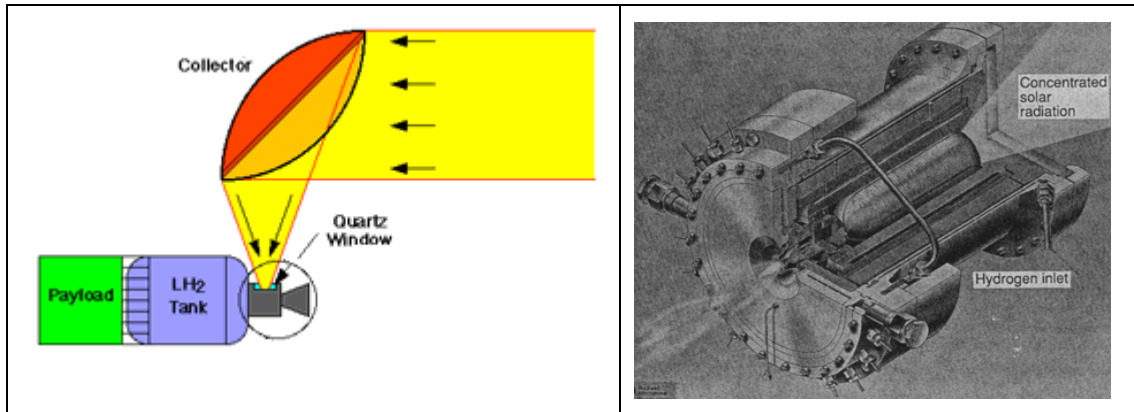 Collector
Quartz
Window
Payload
LH2
Tank
Concentrated
solar
radiation
Hydrogen inlet